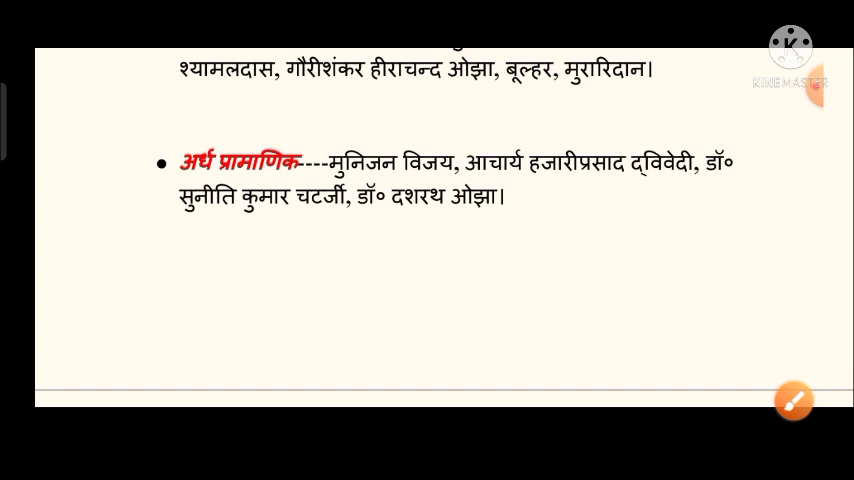 श्यामलदास, गौरीशंकर हीराचन्द ओझा, बूल्हर, मुरारिदान।
● अर्ध प्रामाणिक----मुनिजन विजय, आचार्य हजारीप्रसाद द्विवेदी, डॉ॰
सुनीति कुमार चटर्जी, डॉ॰ दशरथ ओझा।
K
KINEMASTER